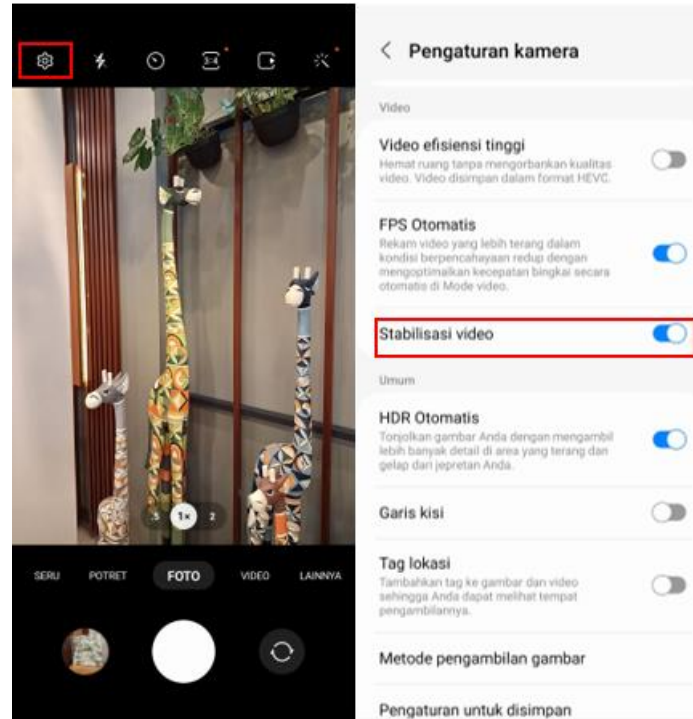 3:4
.5 1x 2
SERU POTRET FOTO VIDEO LAINNYA
Pengaturan kamera
Video
Video efisiensi tinggi
Hemat ruang tanpa mengorbankan kualitas
video. Video disimpan dalam format HEVC.
FPS Otomatis
Rekam video yang lebih terang dalam
kondisi berpencahayaan redup dengan
mengoptimalkan kecepatan bingkai secara
otomatis di Mode video.
Stabilisasi video
Umum
HDR Otomatis
Tonjolkan gambar Anda dengan mengambil
lebih banyak detail di area yang terang dan
gelap dari jepretan Anda.
Garis kisi
Tag lokasi
Tambahkan tag ke gambar dan video
sehingga Anda dapat melihat tempat
pengambilannya.
Metode pengambilan gambar
Pengaturan untuk disimpan